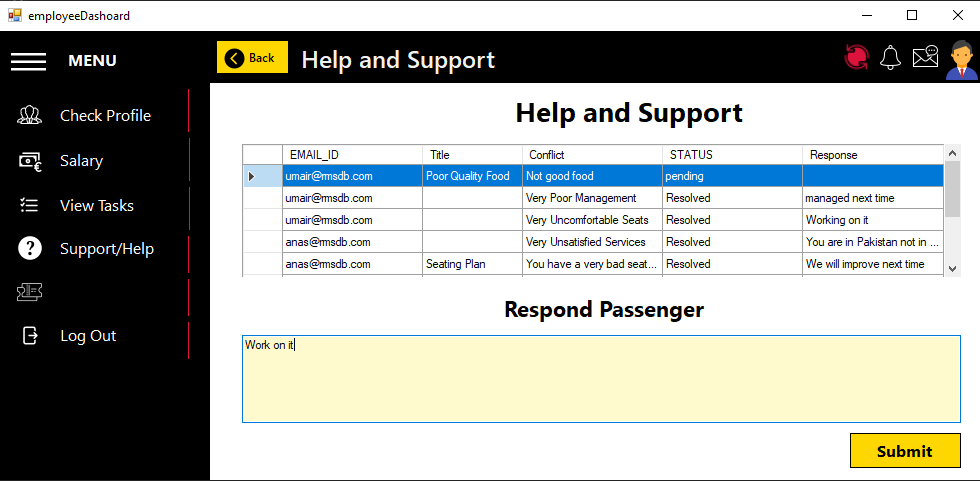 employeeDashoard
MENU
Back
Help and Support
Check Profile
Salary
View Tasks
Support/Help
Log Out
Help and Support
EMAIL_ID Title Conflict STATUS Response
umair@rmsdb.com Poor Quality Food Not good food pending
umair@rmsdb.com Very Poor Management Resolved managed next time
umair@rmsdb.com Very Uncomfortable Seats Resolved Working on it
anas@rmsdb.com Very Unsatisfied Services Resolved You are in Pakistan not in ...
anas@rmsdb.com Seating Plan You have a very bad seat... Resolved We will improve next time
Respond Passenger
Work on it
Submit